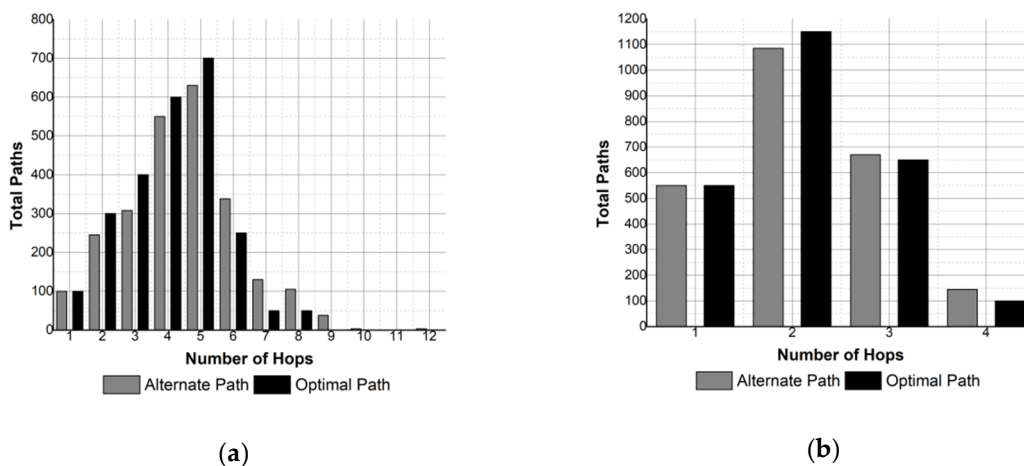 800
700
600
500
400
300
200
100
0
Total Paths
1 2 3 4 5 6 7 8 9 10 11 12
Number of Hops
Alternate Path Optimal Path
(a)
1200
1100
1000
900
800
700
600
500
400
300
200
100
0
Total Paths
1 2 3 4
Number of Hops
Alternate Path Optimal Path
(b)